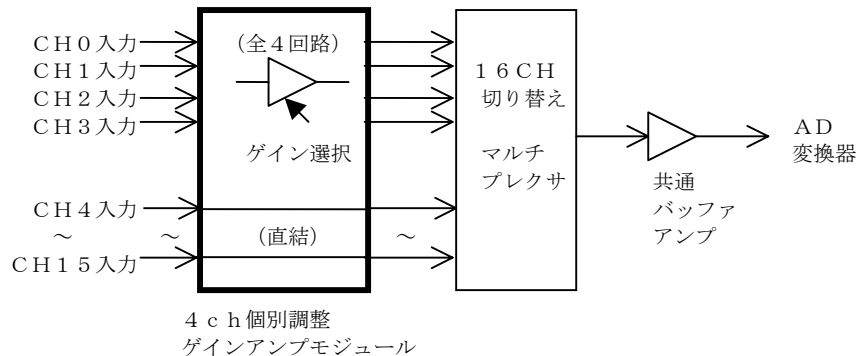 CH0入力
CH1入力
CH2入力
CH3入力
(全4回路)
ゲイン選択
CH4入力
~
CH15入力
~
(直結)
~
4ch個別調整
ゲインアンプモジュール
16CH
切り替え
マルチ
プレクサ
共通
バッファ
アンプ
AD
変換器